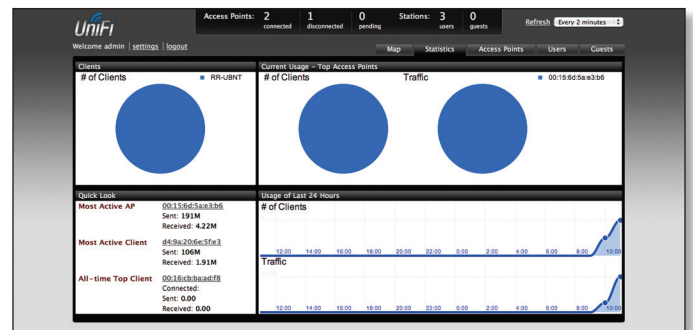 UniFi
Access Points: 2 connected 1 disconnected 0 pending Stations: 3 users 0 guests Refresh Every 2 minutes
Welcome admin | settings | logout
Map Statistics Access Points Users Guests
Clients
# of Clients RR-UBNT
Current Usage - Top Access Points
# of Clients Traffic 00:15:6d:5a:e3:b6
Quick Look
Most Active AP 00:15:6d:5a:e3:b6
Sent: 191M
Received: 4.22M
Most Active Client d4:9a:20:6e:5f:e3
Sent: 106M
Received: 1.91M
All-time Top Client 00:16:cb:ba:ad:f8
Connected:
Sent: 0.00
Received: 0.00
Usage of Last 24 Hours
# of Clients
12:00 14:00 16:00 18:00 20:00 22:00 0:00 2:00 4:00 6:00 8:00 10:00
Traffic
12:00 14:00 16:00 18:00 20:00 22:00 0:00 2:00 4:00 6:00 8:00 10:00